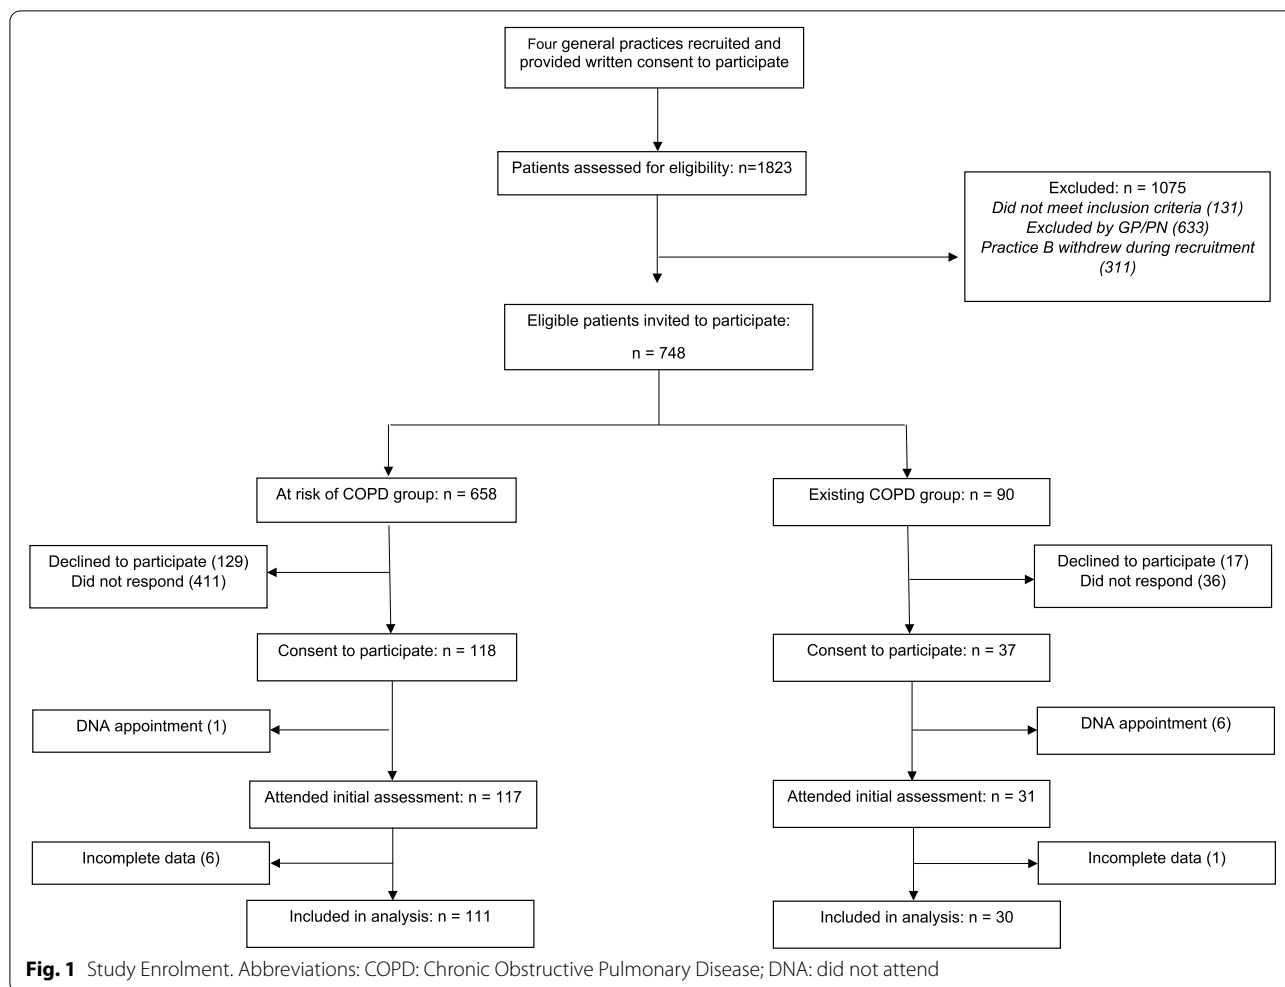 Four general practices recruited and
provided written consent to participate
Patients assessed for eligibility: n=1823
Excluded: n = 1075
Did not meet inclusion criteria (131)
Excluded by GP/PN (633)
Practice B withdrew during recruitment
(311)
Eligible patients invited to participate:
n = 748
At risk of COPD group: n = 658
Existing COPD group: n = 90
Declined to participate (129)
Did not respond (411)
Declined to participate (17)
Did not respond (36)
Consent to participate: n = 118
Consent to participate: n = 37
DNA appointment (1)
DNA appointment (6)
Attended initial assessment: n = 117
Attended initial assessment: n = 31
Incomplete data (6)
Incomplete data (1)
Included in analysis: n = 111
Included in analysis: n = 30
Fig. 1 Study Enrolment. Abbreviations: COPD: Chronic Obstructive Pulmonary Disease; DNA: did not attend